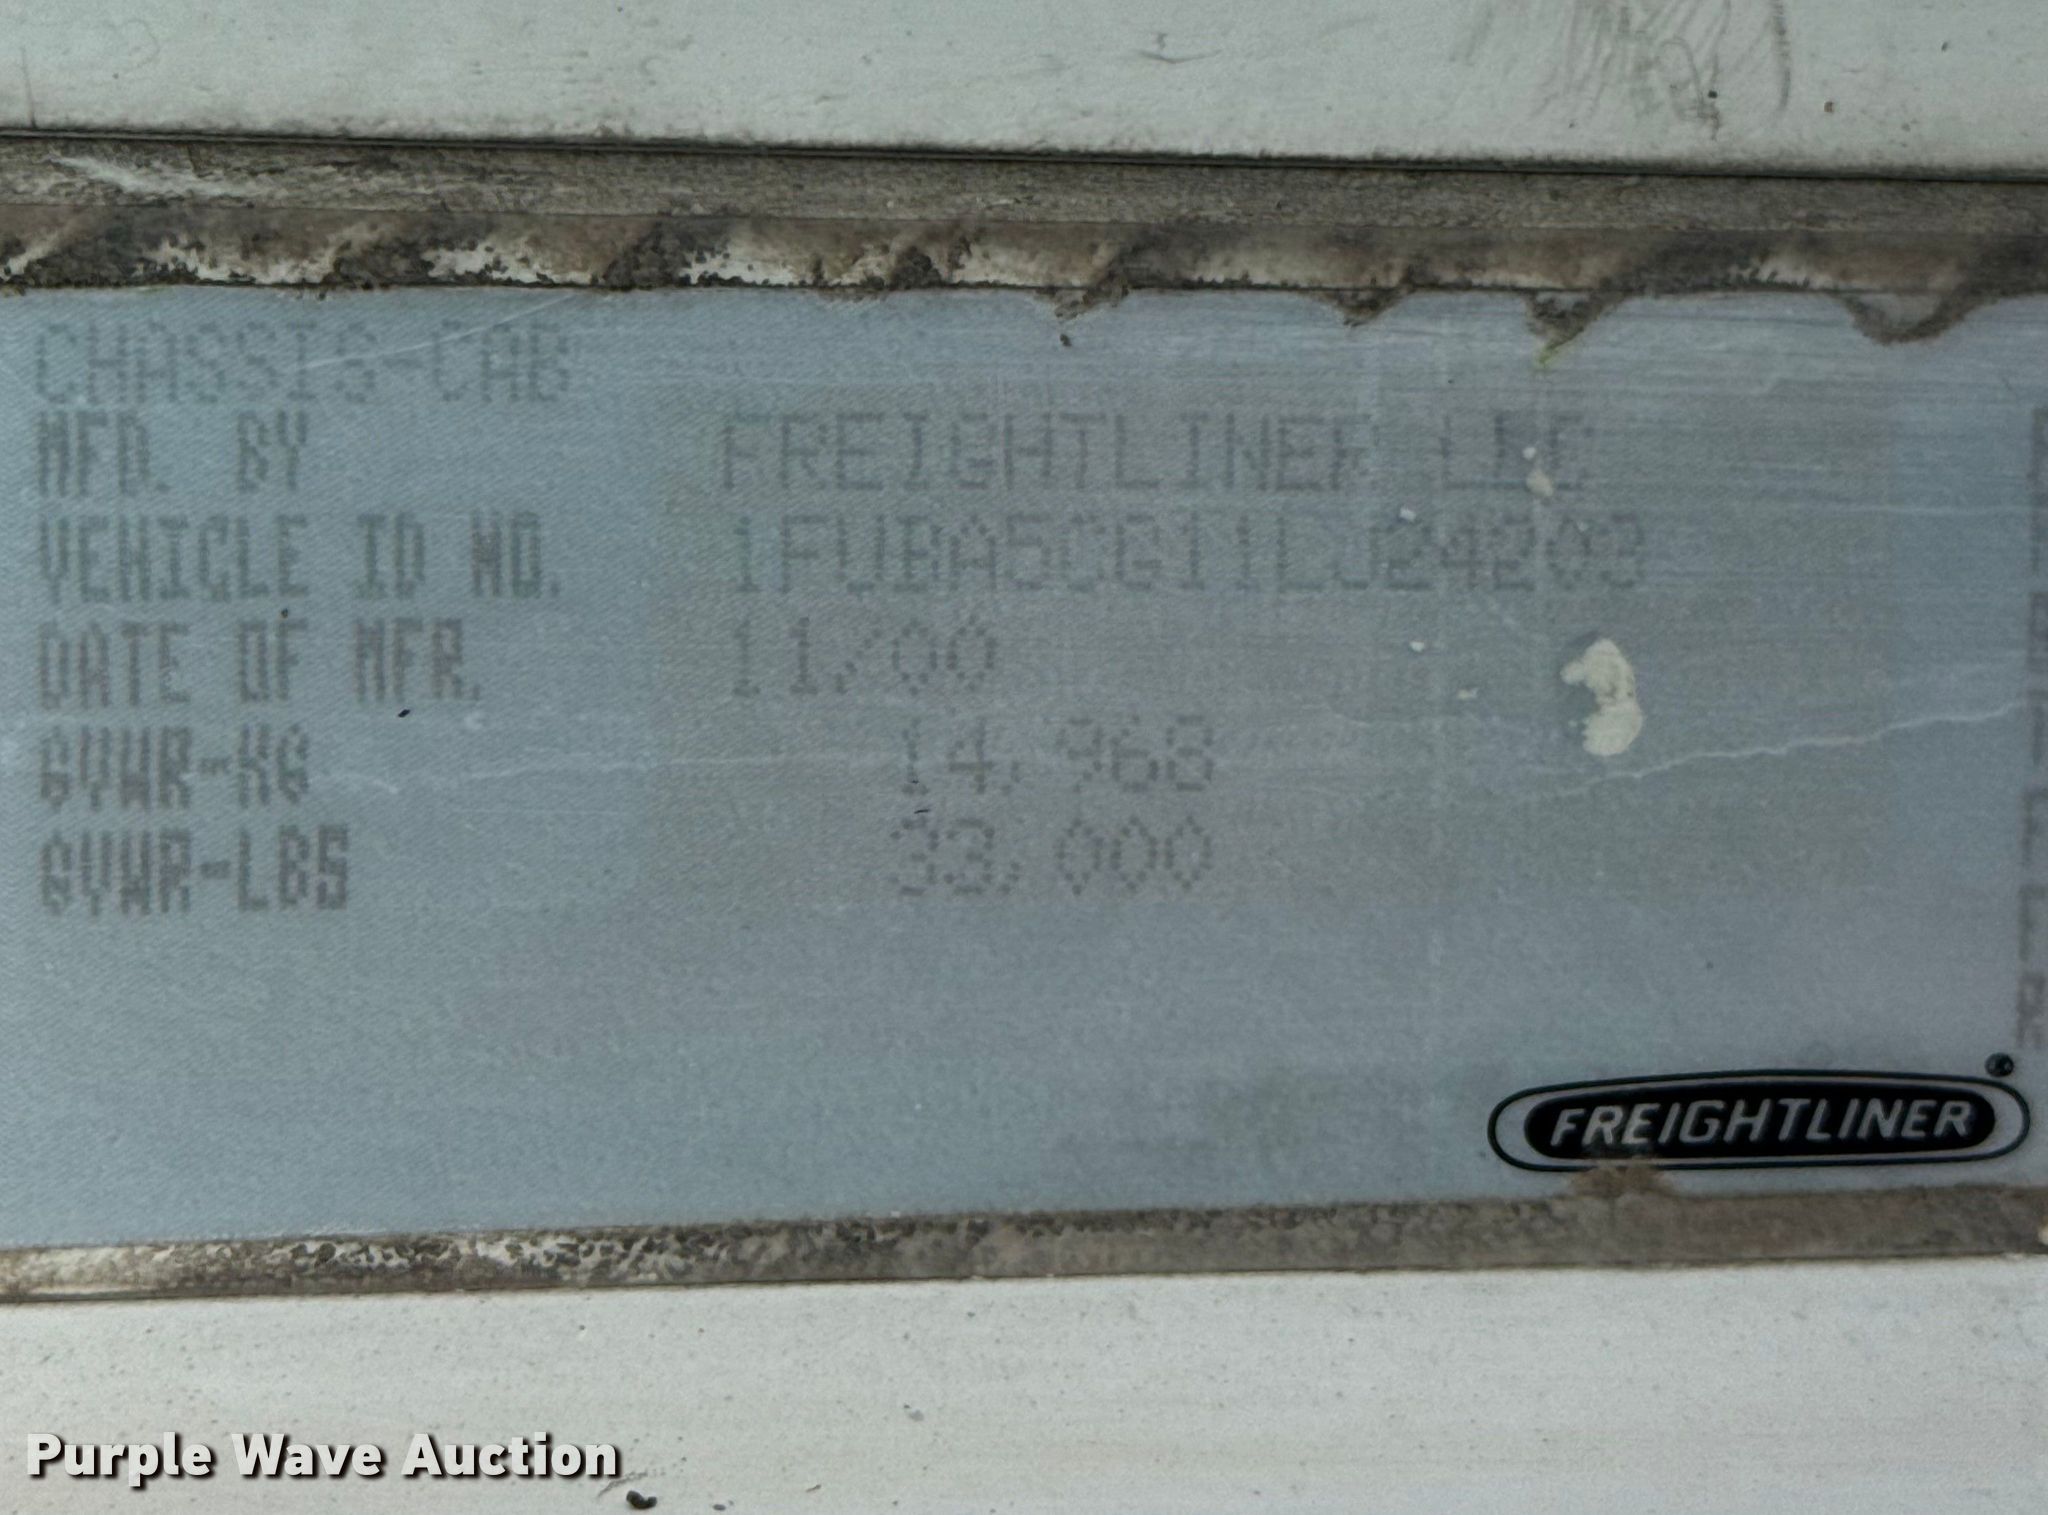 CHASSIS-CAB
MFD. BY FREIGHTLINER LLC
VEHICLE ID NO. 1FUBA5CG11LJ24203
DATE OF MFR. 11/00
GVWR-KG 14,968
GVWR-LBS 33,000
FREIGHTLINER
Purple Wave Auction